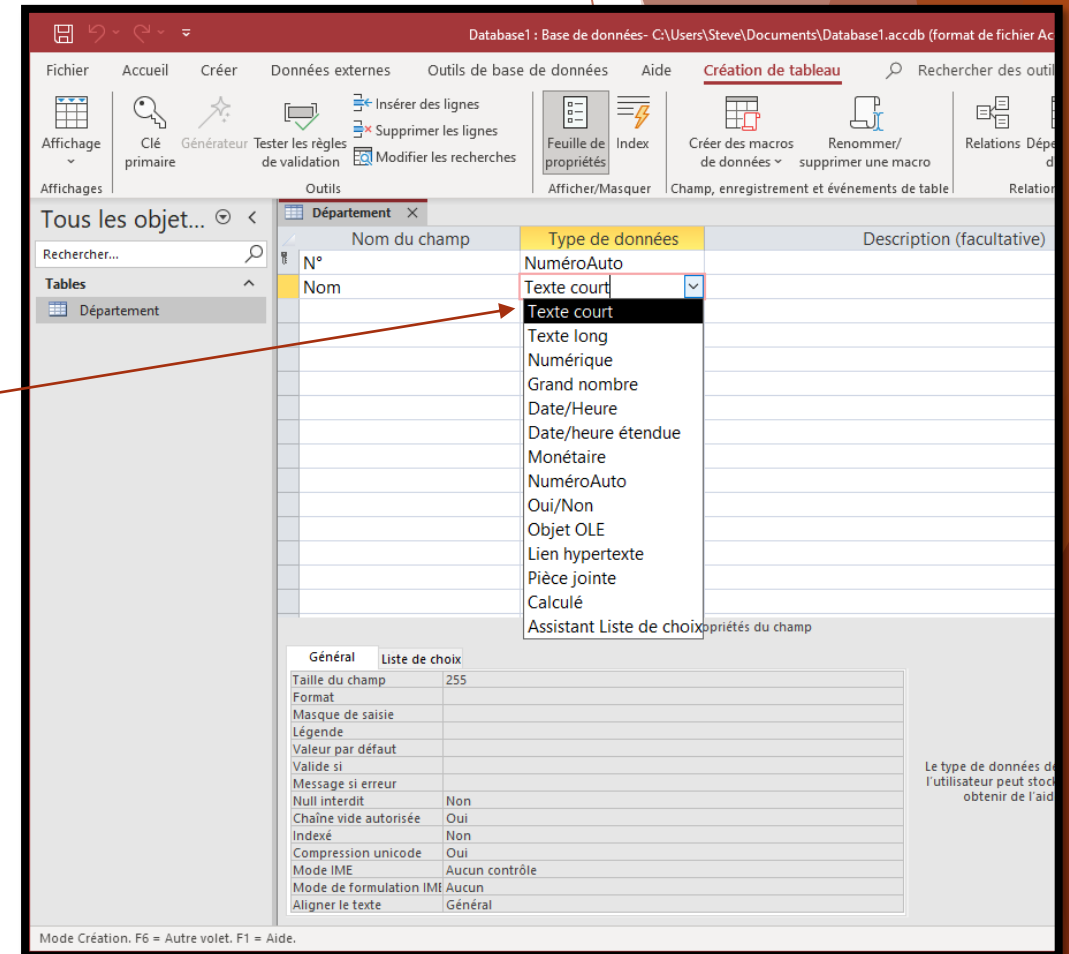 Database1 : Base de données- C:\Users\Steve\Documents\Database1.accdb (format de fichier Ac
Fichier Accueil Créer Données externes Outils de base de données Aide Création de tableau Rechercher des outil
Affichage
Clé primaire
Générateur
Tester les règles de validation
Insérer des lignes
Supprimer les lignes
Modifier les recherches
Feuille de propriétés
Index
Créer des macros de données
Renommer/ supprimer une macro
Relations
Dépe
Affichages Outils Afficher/Masquer Champ, enregistrement et événements de table Relation
Tous les objet...
Rechercher...
Tables
Département
Département
Nom du champ Type de données Description (facultative)
N° NuméroAuto
Nom Texte court
Texte court
Texte long
Numérique
Grand nombre
Date/Heure
Date/heure étendue
Monétaire
NuméroAuto
Oui/Non
Objet OLE
Lien hypertexte
Pièce jointe
Calculé
Assistant Liste de choix
opriétés du champ
Général Liste de choix
Taille du champ 255
Format
Masque de saisie
Légende
Valeur par défaut
Valide si
Message si erreur
Null interdit Non
Chaîne vide autorisée Oui
Indexé Non
Compression unicode Oui
Mode IME Aucun contrôle
Mode de formulation IME Aucun
Aligner le texte Général
Le type de données de
l'utilisateur peut stock
obtenir de l'aid
Mode Création. F6 = Autre volet. F1 = Aide.